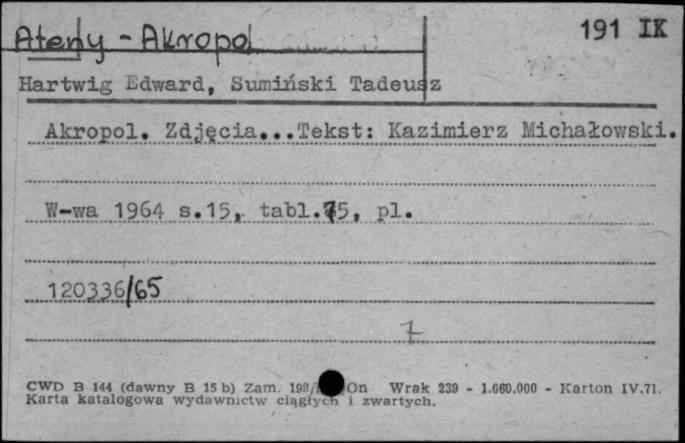 Ateny - Akropol
191 IK
Hartwig Edward, Sumiński Tadeusz
Akropol. Zdjęcia...Tekst: Kazimierz Michałowski.
W-wa 1964 s.15, tabl.75, pl.
120336/65
7
CWD B 144 (dawny B 15 b) Zam. On Wrak 239 - 1.660.000 - Karton IV.71.
Karta katalogowa wydawnictw ciągłych i zwartych.